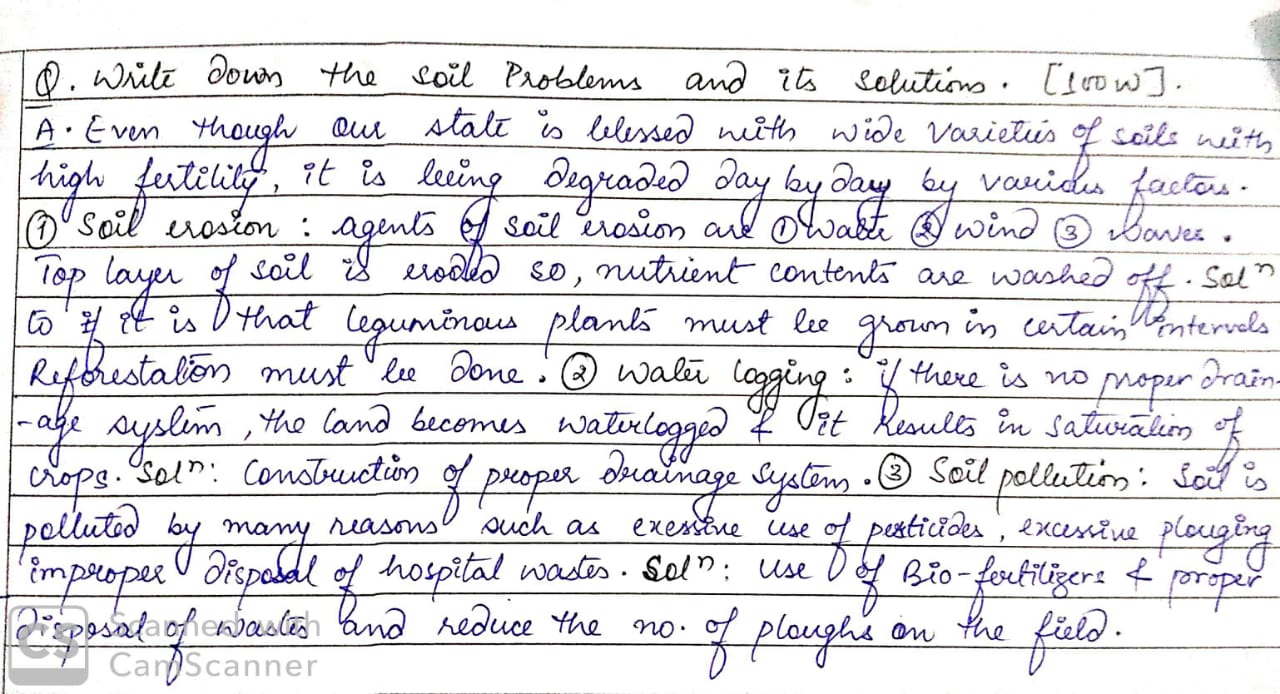 Q. Write down the soil Problems and its solutions. [100w].
A. Even though our state is blessed with wide varieties of soils with
high fertility, it is being degraded day by day by various factors.
① Soil erosion : agents of soil erosion are ① water ② wind ③ waves.
Top layer of soil is eroded so, nutrient contents are washed off. Solⁿ
to it is that leguminous plants must be grown in certain intervals
Reforestation must be done. ② water logging : if there is no proper drain-
-age system, the land becomes waterlogged & it Results in saturation of
crops. Solⁿ: Construction of proper drainage system. ③ Soil pollution: Soil is
polluted by many reasons such as exessive use of pesticides, excessive plouging
improper disposal of hospital wastes. Solⁿ: use of Bio-fertilizers & proper
disposal of wastes and reduce the no. of ploughs on the field.
CS Scanned with
CamScanner